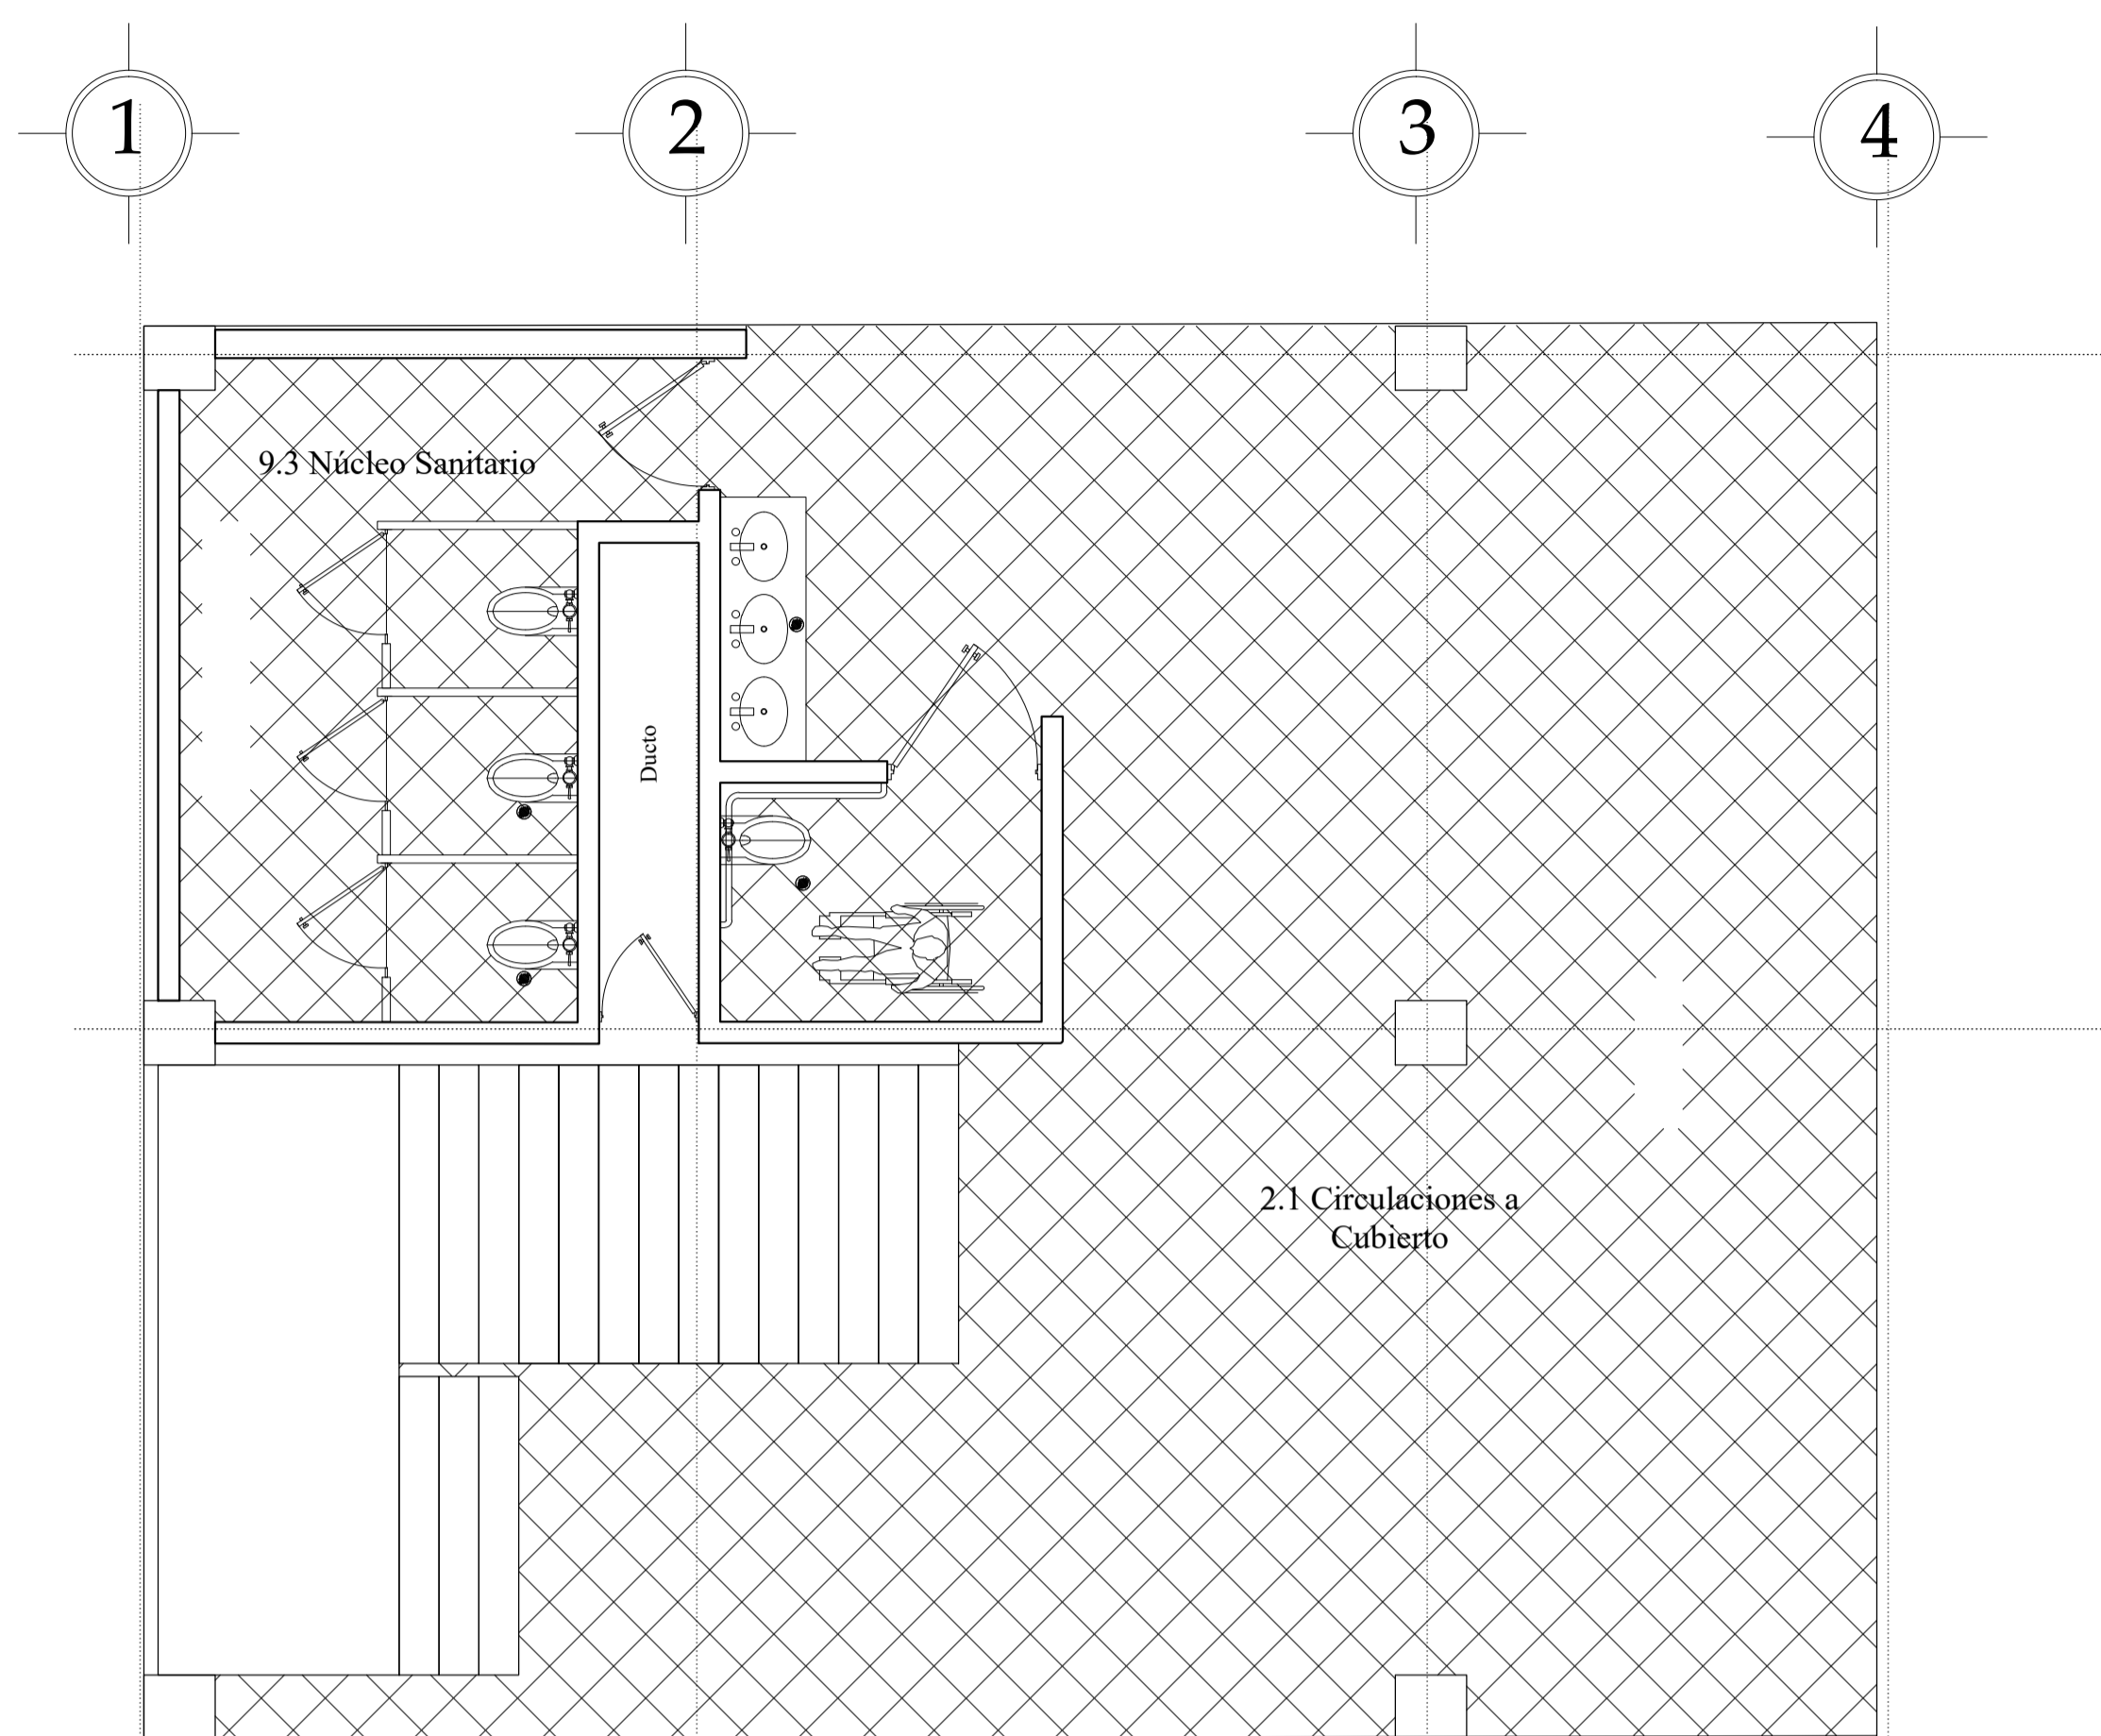 1
2
3
4
9.3 Núcleo Sanitario
Ducto
2.1 Circulaciones a
Cubierto